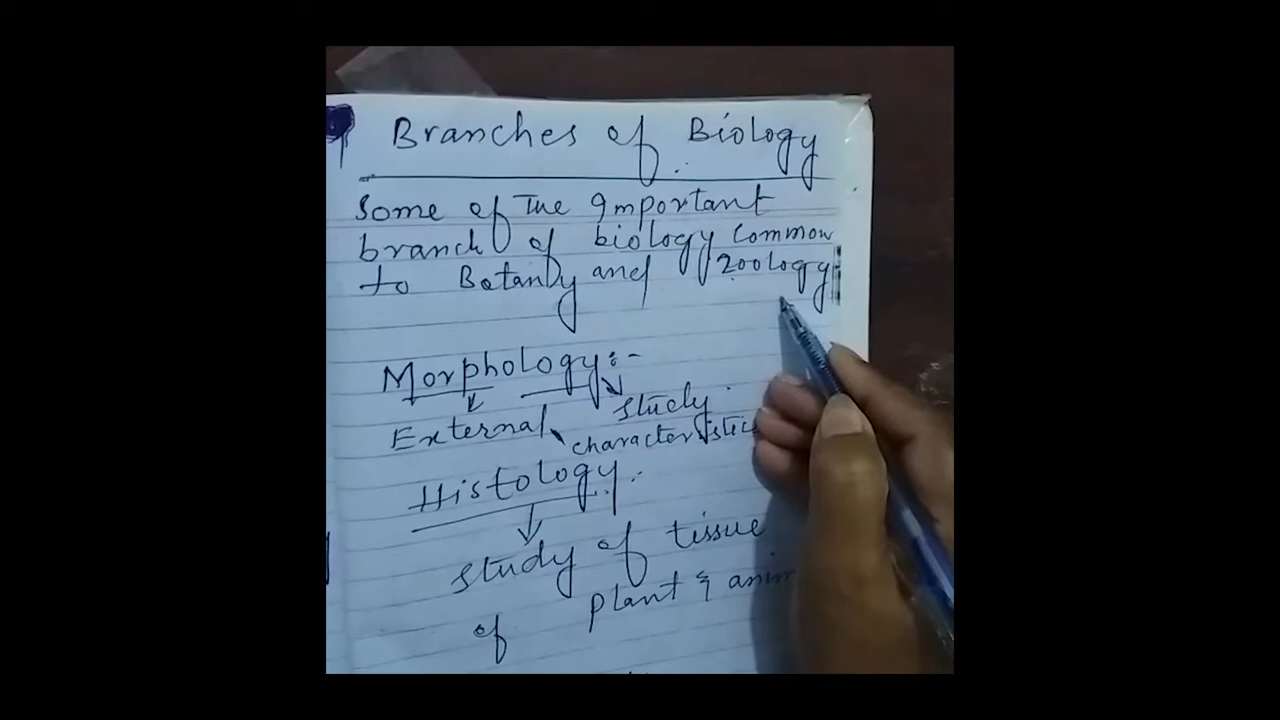 Branches of Biology
Some of The Important
branch of biology common
to Botany and Zoology
Morphology:-
Study
External
characteristic
Histology:
Study of tissue
of plant & anim